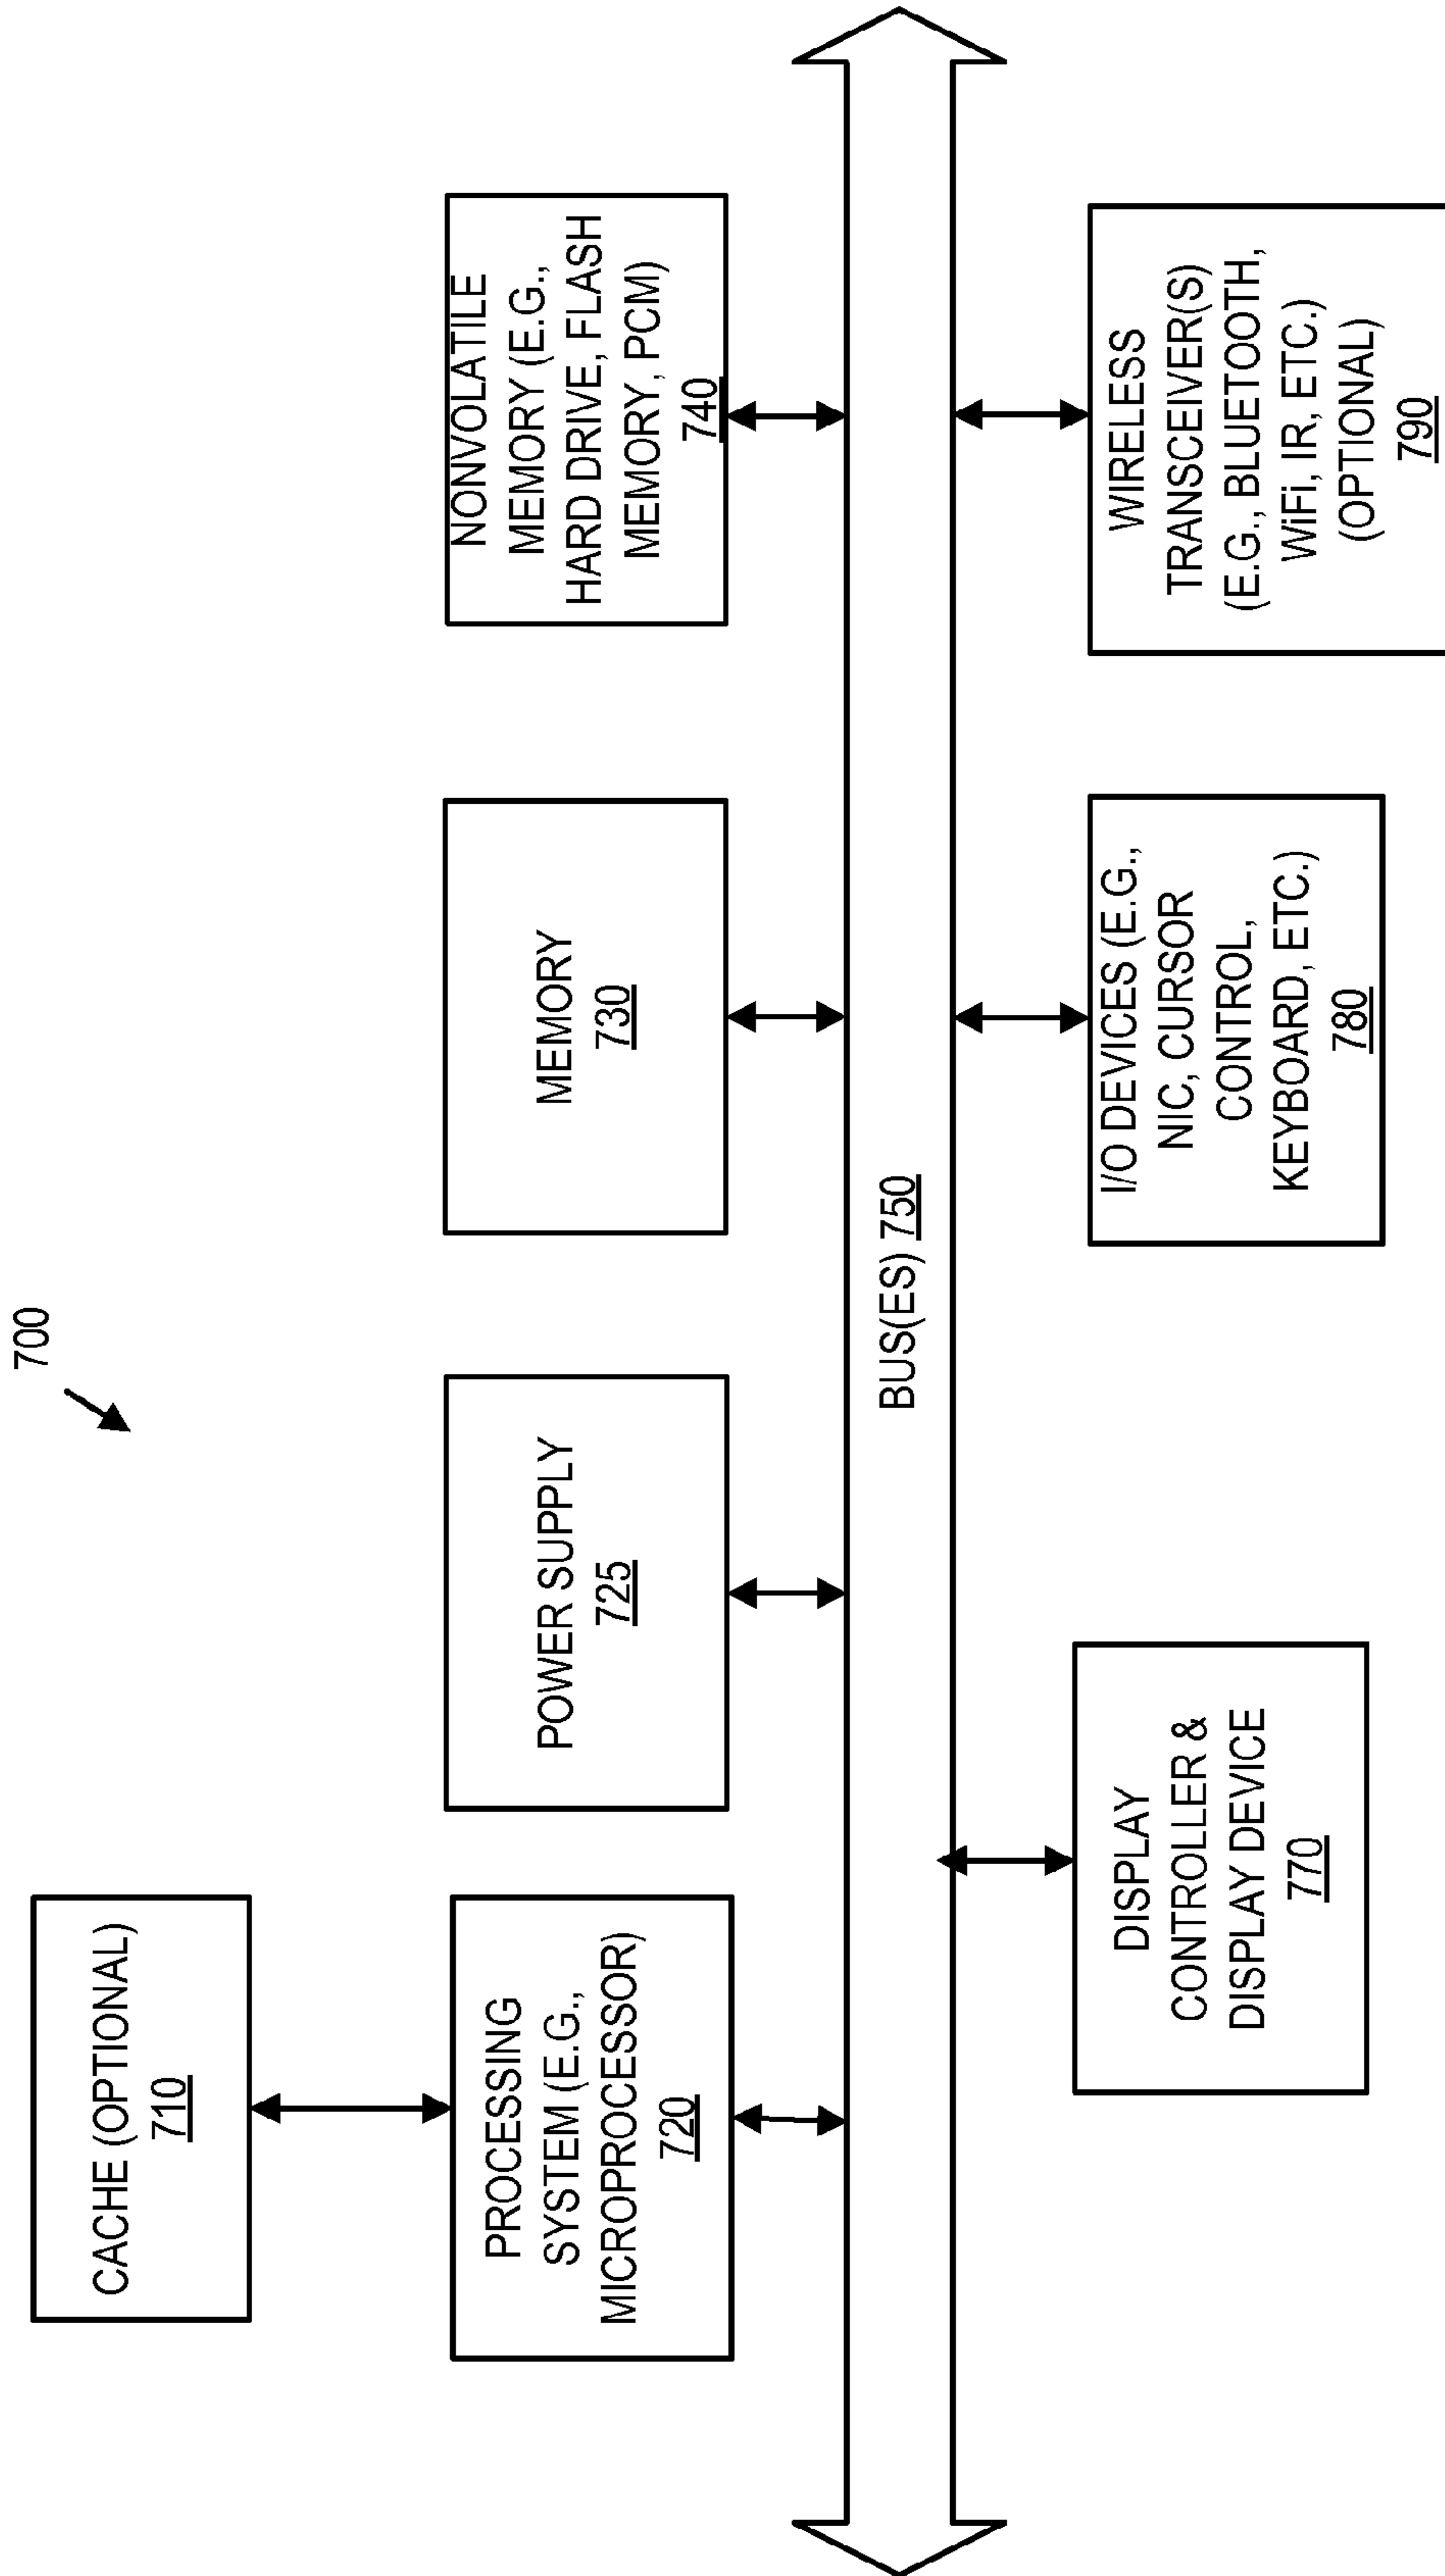 700
CACHE (OPTIONAL)
710
PROCESSING
SYSTEM (E.G.,
MICROPROCESSOR)
720
POWER SUPPLY
725
MEMORY
730
NONVOLATILE
MEMORY (E.G.,
HARD DRIVE, FLASH
MEMORY, PCM)
740
BUS(ES) 750
DISPLAY
CONTROLLER &
DISPLAY DEVICE
770
I/O DEVICES (E.G.,
NIC, CURSOR
CONTROL,
KEYBOARD, ETC.)
780
WIRELESS
TRANSCEIVER(S)
(E.G., BLUETOOTH,
WiFi, IR, ETC.)
(OPTIONAL)
790